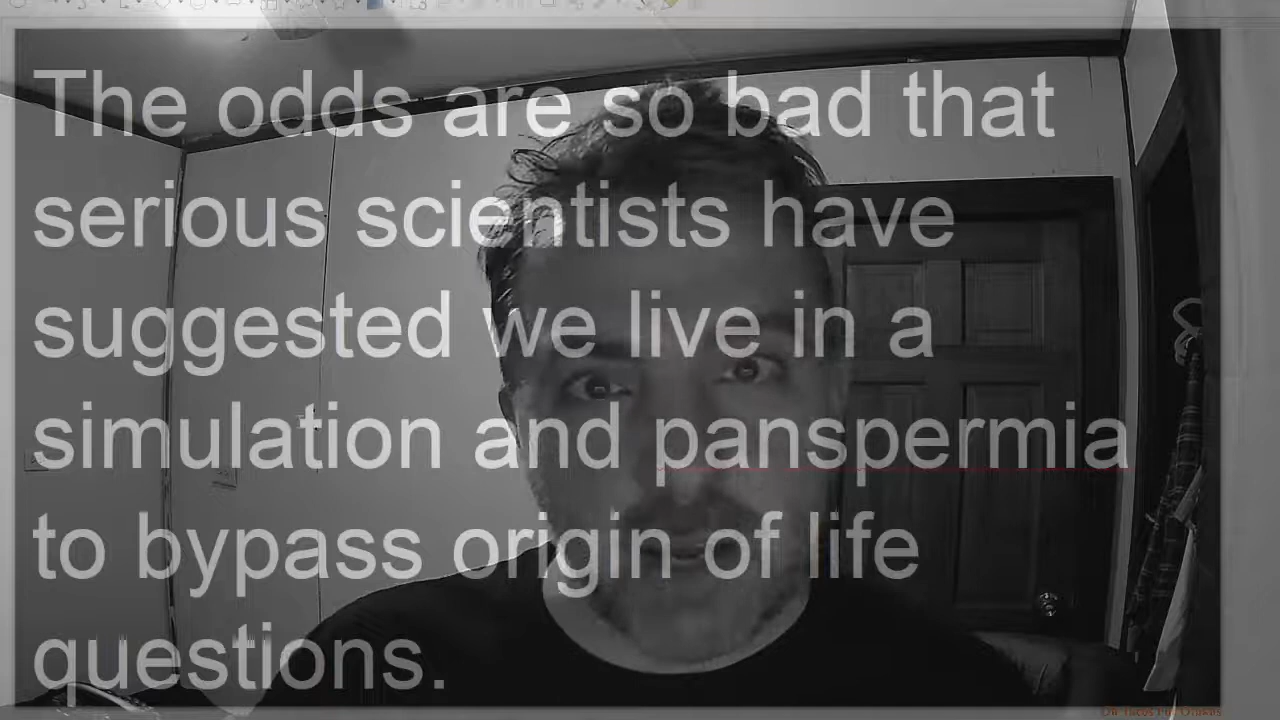 The odds are so bad that
serious scientists have
suggested we live in a
simulation and panspermia
to bypass origin of life
questions.